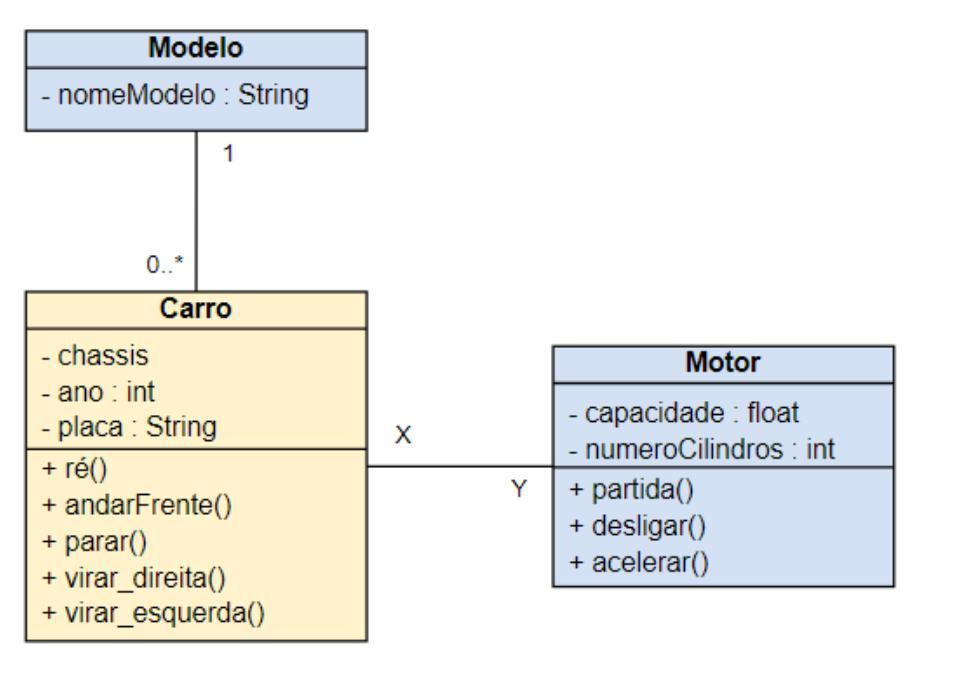 Modelo
- nomeModelo : String
1
0..*
Carro
- chassis
- ano : int
- placa : String
+ ré()
+ andarFrente()
+ parar()
+ virar_direita()
+ virar_esquerda()
X
Y
Motor
- capacidade : float
- numeroCilindros : int
+ partida()
+ desligar()
+ acelerar()